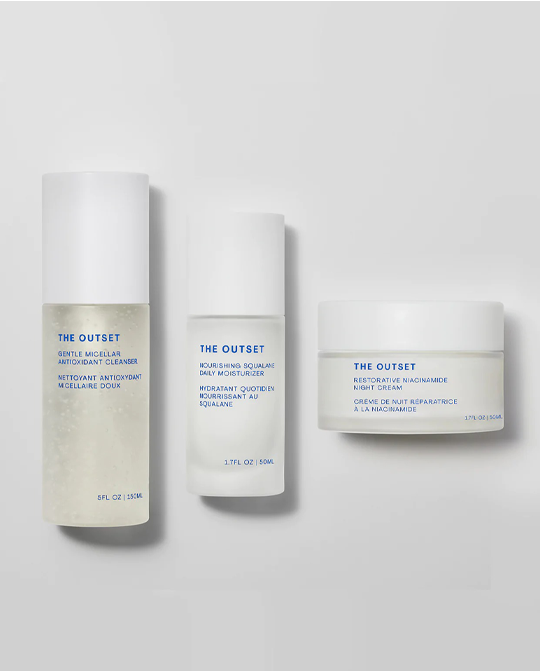 THE OUTSET
GENTLE MICELLAR
ANTIOXIDANT CLEANSER
NETTOYANT ANTIOXYDANT
MICELLAIRE DOUX
5FL OZ | 150ML
THE OUTSET
NOURISHING SQUALANE
DAILY MOISTURIZER
HYDRATANT QUOTIDIEN
NOURRISSANT AU
SQUALANE
1.7FL OZ | 50ML
THE OUTSET
RESTORATIVE NIACINAMIDE
NIGHT CREAM
CRÈME DE NUIT RÉPARATRICE
À LA NIACINAMIDE
1.7FL OZ | 50ML